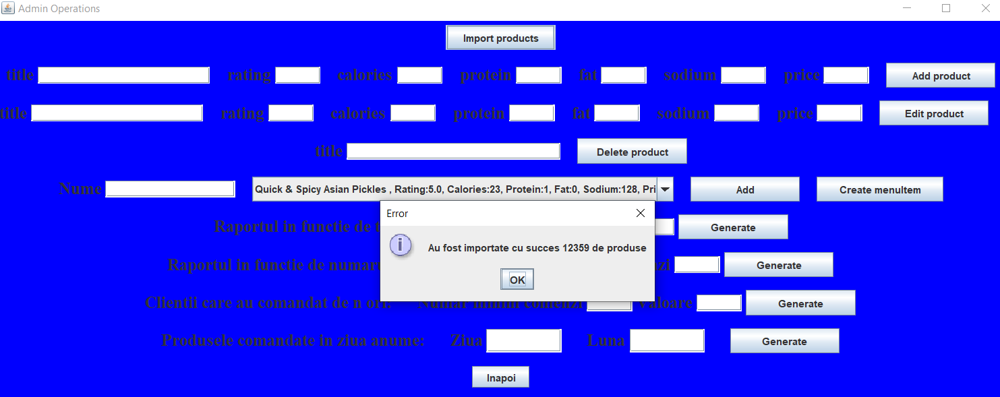 Admin Operations
Import products
title rating calories protein fat sodium price Add product
title rating calories protein fat sodium price Edit product
title Delete product
Nume Quick & Spicy Asian Pickles , Rating:5.0, Calories:23, Protein:1, Fat:0, Sodium:128, Pri Add Create menuItem
Error
Au fost importate cu succes 12359 de produse
OK
Raportul in functie de Generate
Raportul in functie de Generate
Clientii care au comandat de n ori: Numar minim comenzi Valoare Generate
Produsele comandate in ziua anume: Ziua Luna Generate
Inapoi